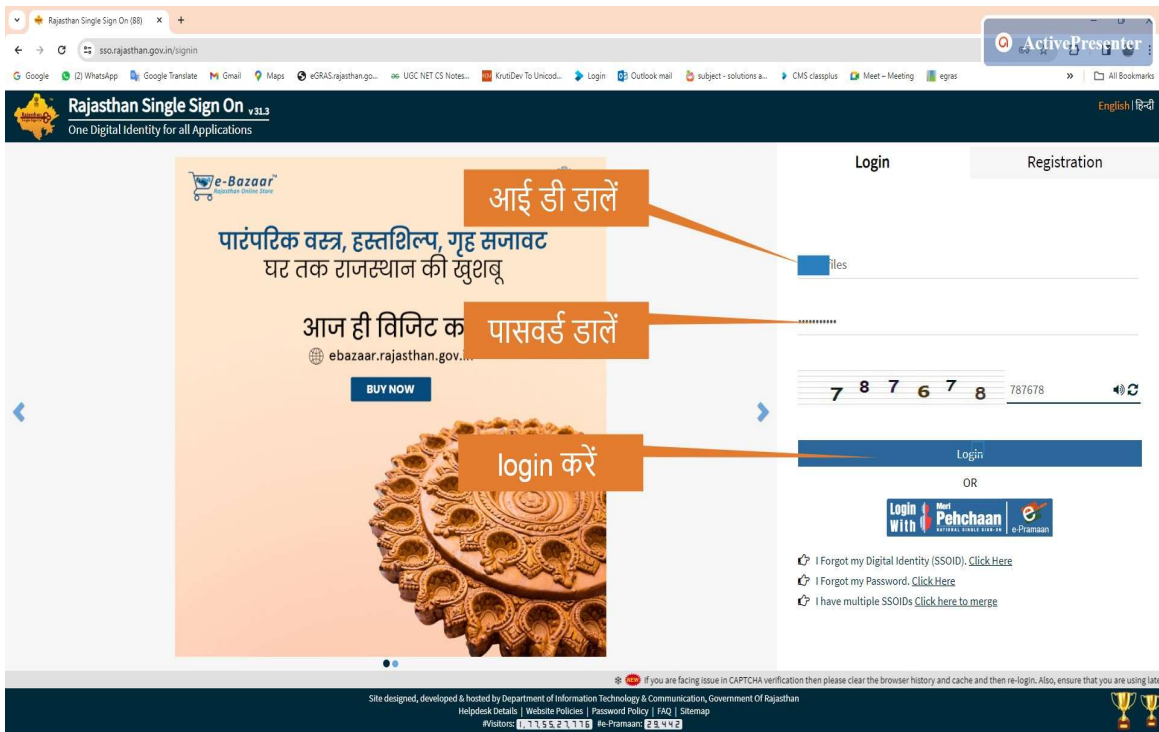 Rajasthan Single Sign On (88)
sso.rajasthan.gov.in/signin
ActivePresenter
Google (2) WhatsApp Google Translate Gmail Maps eGRAS.rajasthan.go... UGC NET CS Notes... KrutiDev To Unicod... Login Outlook mail subject - solutions a... CMS classplus Meet – Meeting egras » All Bookmarks
Rajasthan Single Sign On v31.3
One Digital Identity for all Applications
English | हिन्दी
Login Registration
e-Bazaar
Rajasthan Online Store
पारंपरिक वस्त्र, हस्तशिल्प, गृह सजावट
घर तक राजस्थान की खुशबू
आज ही विजिट क
ebazaar.rajasthan.gov.in
BUY NOW
आई डी डालें
iles
पासवर्ड डालें
7 8 7 6 7 8 787678
login करें
Login
OR
Login With Meri Pehchaan NATIONAL SINGLE SIGN-ON e-Pramaan
I Forgot my Digital Identity (SSOID). Click Here
I Forgot my Password. Click Here
I have multiple SSOIDs Click here to merge
NEW If you are facing issue in CAPTCHA verification then please clear the browser history and cache and then re-login. Also, ensure that you are using late
Site designed, developed & hosted by Department of Information Technology & Communication, Government Of Rajasthan
Helpdesk Details | Website Policies | Password Policy | FAQ | Sitemap
#Visitors: 1,17,55,27,776 #e-Pramaan: 29,442